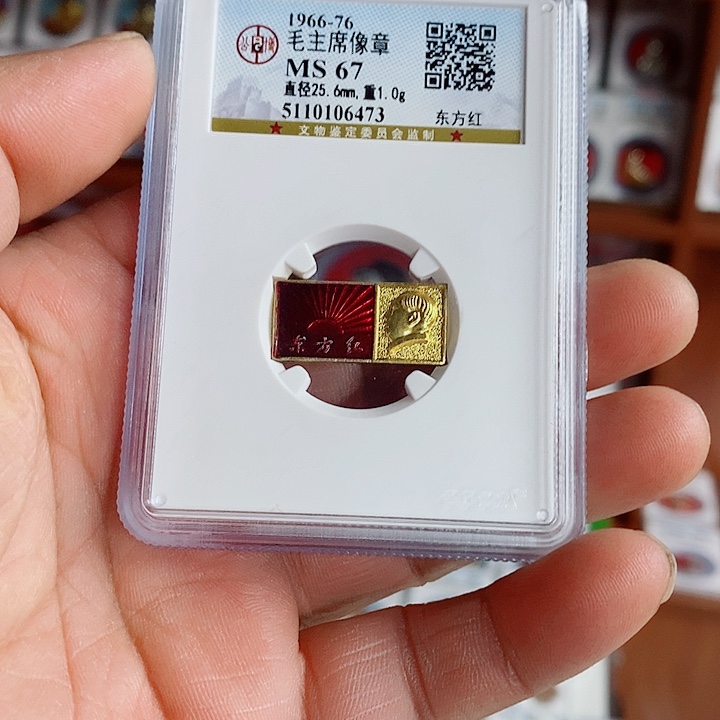 1966-76
毛主席像章
MS 67
直径25.6mm,重1.0g
5110106473
东方红
文物鉴定委员会监制
东方红